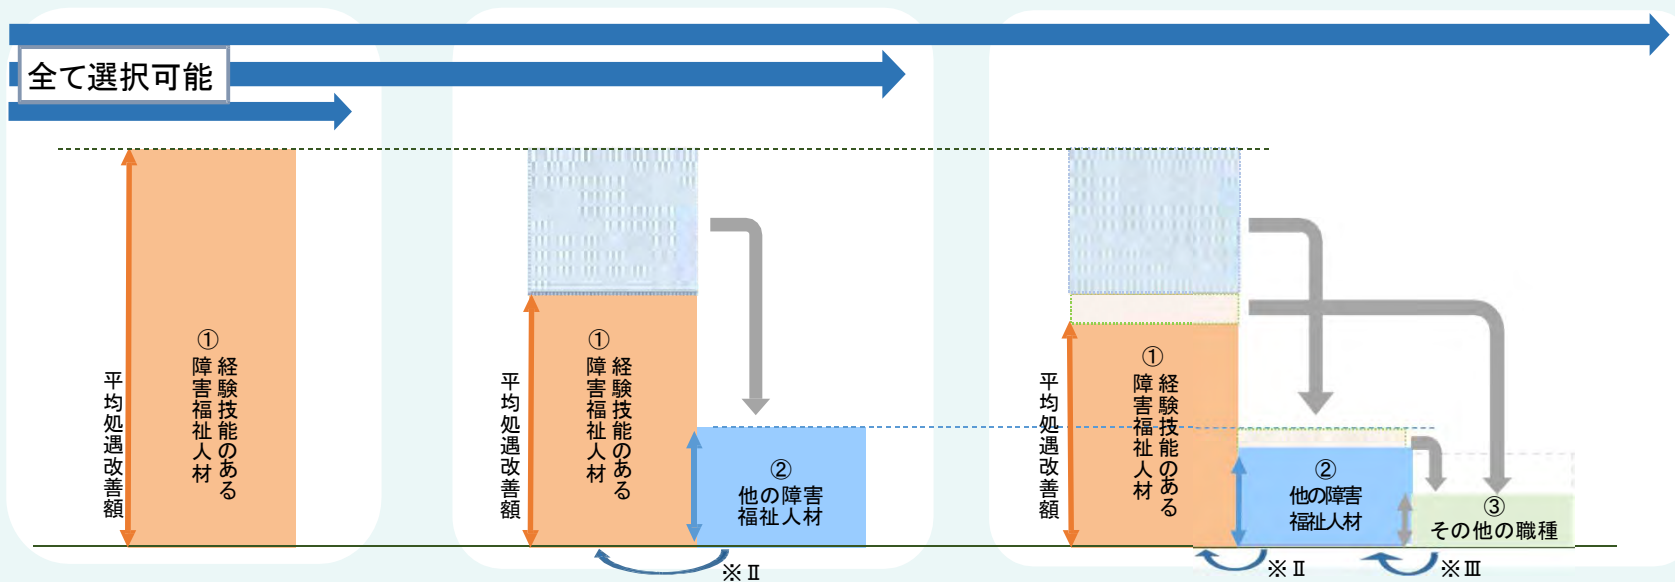 全て選択可能
平均処遇改善額
①
経験技能のある
障害福祉人材
平均処遇改善額
①
経験技能のある
障害福祉人材
②
他の障害
福祉人材
※Ⅱ
平均処遇改善額
①
経験技能のある
障害福祉人材
②
他の障害
福祉人材
③
その他の職種
※Ⅱ
※Ⅲ